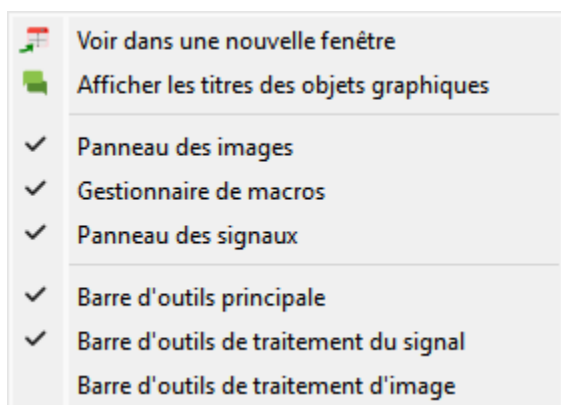 Voir dans une nouvelle fenêtre
Afficher les titres des objets graphiques
Panneau des images
Gestionnaire de macros
Panneau des signaux
Barre d'outils principale
Barre d'outils de traitement du signal
Barre d'outils de traitement d'image